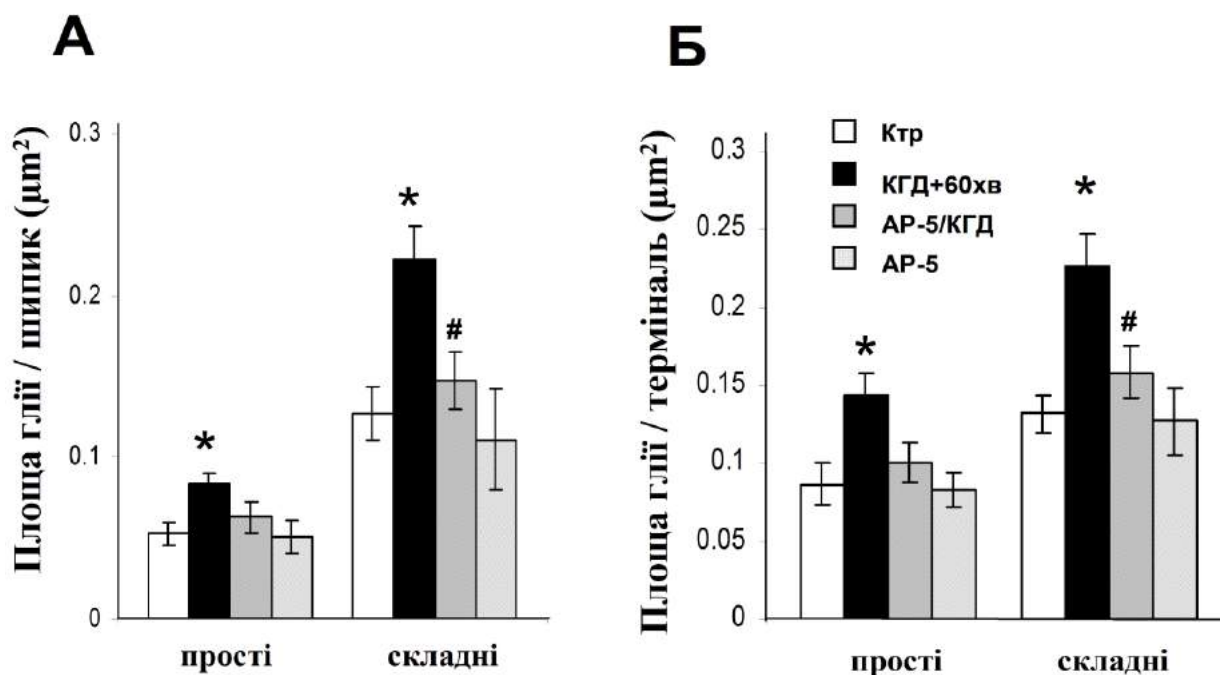 А
Площа глії / шипик (μm²)
0.3
0.2
0.1
0
*
*
#
прості
складні
Б
Площа глії / терміналь (μm²)
0.3
0.25
0.2
0.15
0.1
0.05
0
Ктр
КГД+60хв
АР-5/КГД
АР-5
*
*
#
прості
складні